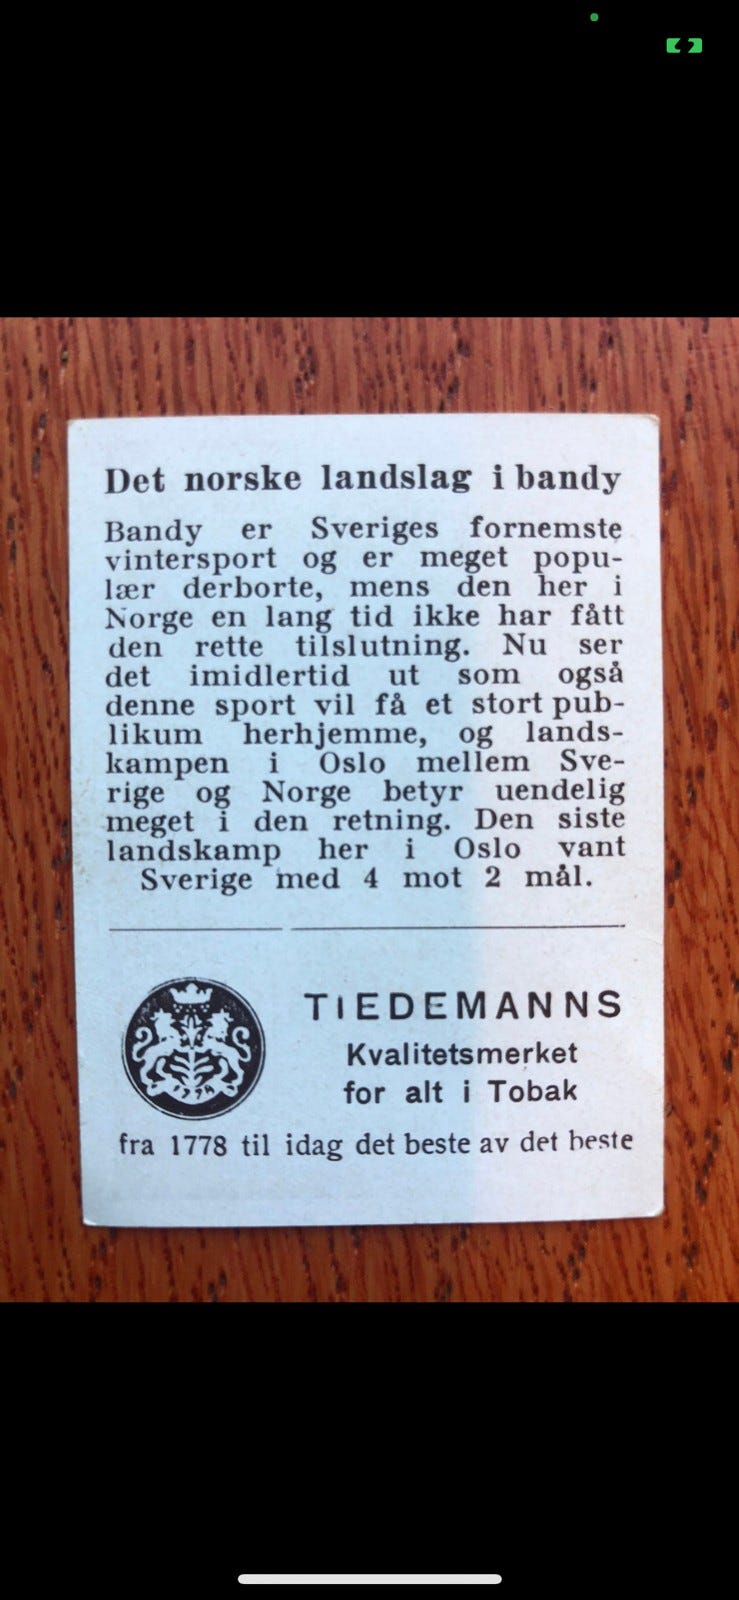 Det norske landslag i bandy
Bandy er Sveriges fornemste
vintersport og er meget popu-
lær derborte, mens den her i
Norge en lang tid ikke har fått
den rette tilslutning. Nu ser
det imidlertid ut som også
denne sport vil få et stort pub-
likum herhjemme, og lands-
kampen i Oslo mellem Sve-
rige og Norge betyr uendelig
meget i den retning. Den siste
landskamp her i Oslo vant
Sverige med 4 mot 2 mål.
TIEDEMANNS
Kvalitetsmerket
for alt i Tobak
fra 1778 til idag det beste av det beste